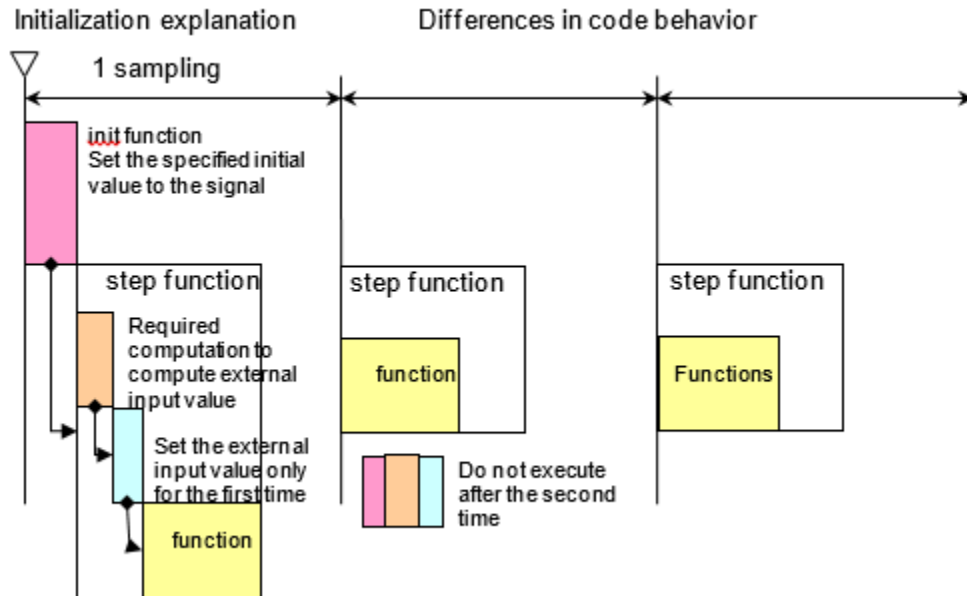 Initialization explanation
Differences in code behavior
1 sampling
init function
Set the specified initial
value to the signal
step function
Required
computation to
compute external
input value
Set the external
input value only
for the first time
function
step function
function
Do not execute
after the second
time
step function
Functions